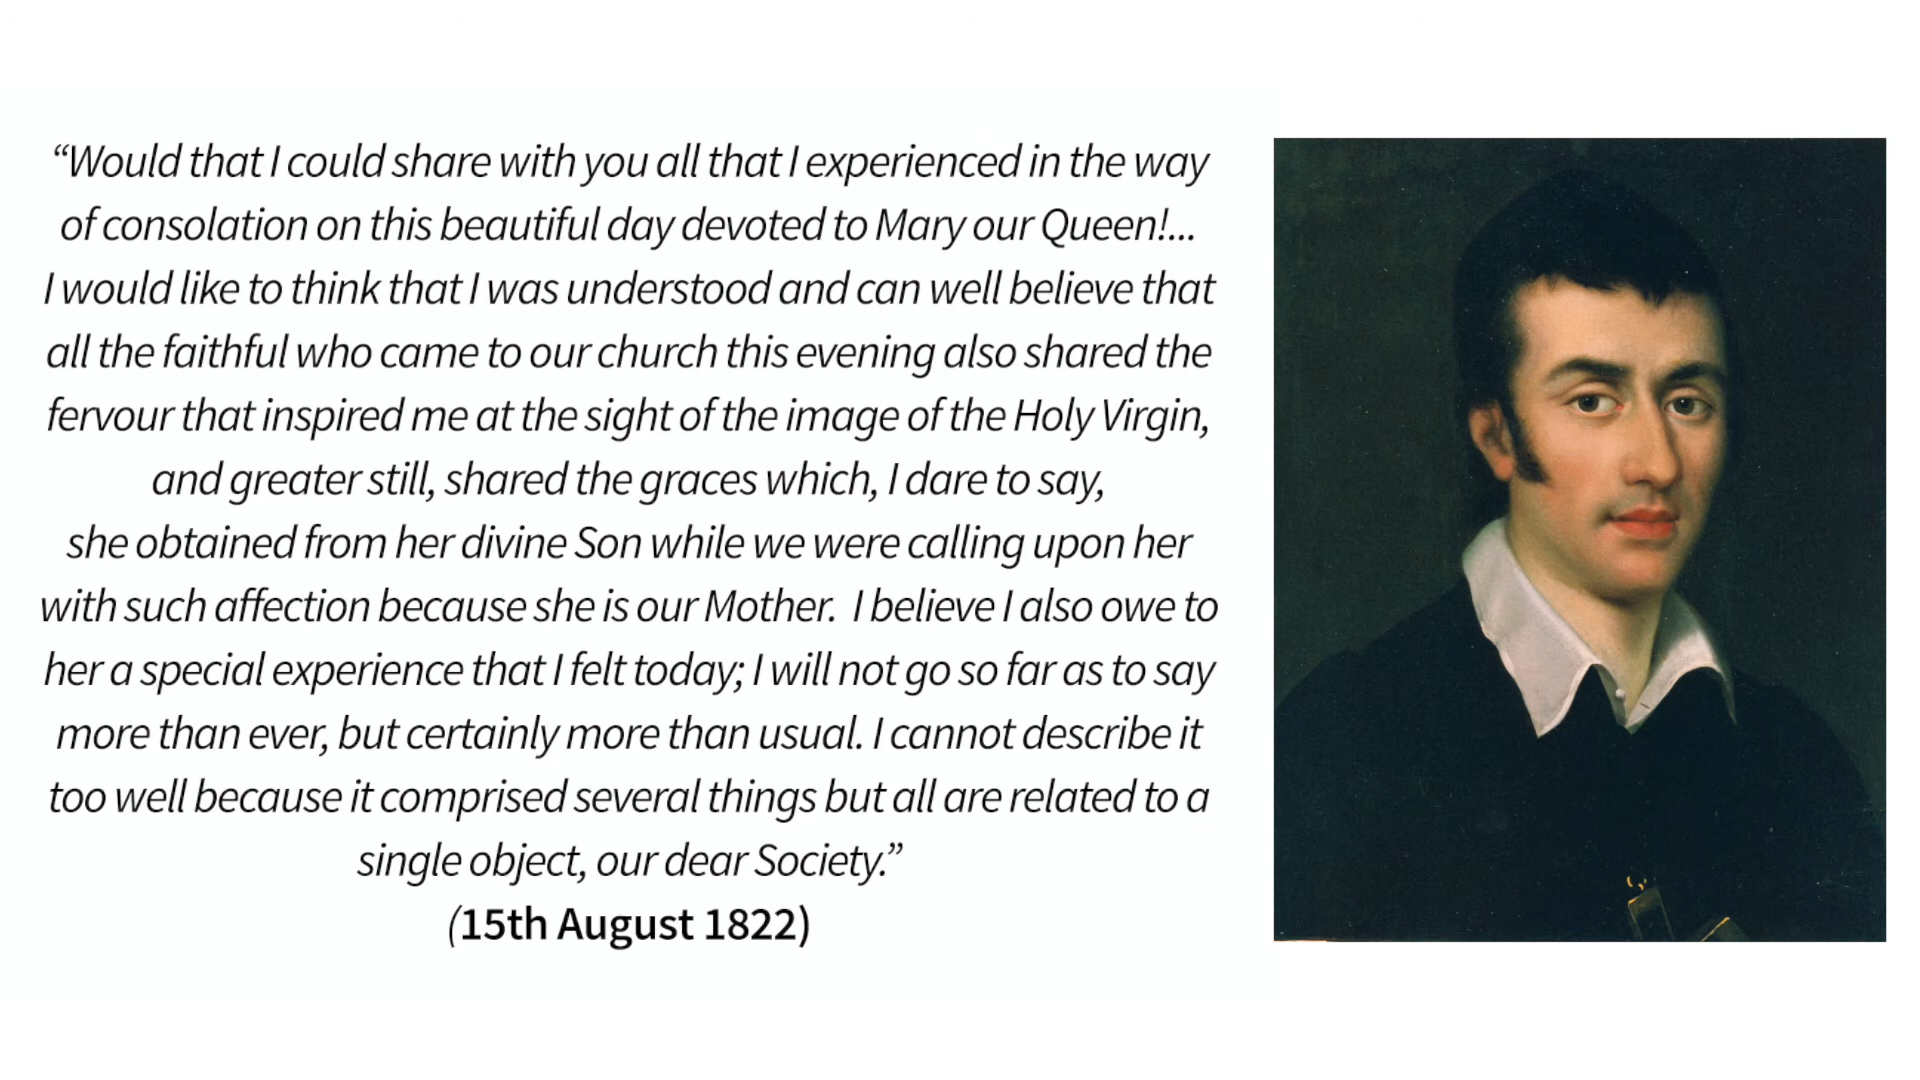 “Would that I could share with you all that I experienced in the way
of consolation on this beautiful day devoted to Mary our Queen!...
I would like to think that I was understood and can well believe that
all the faithful who came to our church this evening also shared the
fervour that inspired me at the sight of the image of the Holy Virgin,
and greater still, shared the graces which, I dare to say,
she obtained from her divine Son while we were calling upon her
with such affection because she is our Mother.  I believe I also owe to
her a special experience that I felt today; I will not go so far as to say
more than ever, but certainly more than usual. I cannot describe it
too well because it comprised several things but all are related to a
single object, our dear Society.”
(15th August 1822)